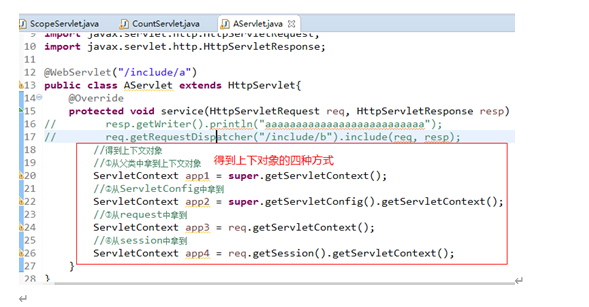 ScopeServlet.java CountServlet.java AServlet.java
9 import javax.servlet.http.HttpServletRequest;
10 import javax.servlet.http.HttpServletResponse;
11
12 @WebServlet("/include/a")
13 public class AServlet extends HttpServlet{
14 @Override
15 protected void service(HttpServletRequest req, HttpServletResponse resp)
16 // resp.getWriter().println("aaaaaaaaaaaaaaaaaaaaaaaaaa");
17 // req.getRequestDispatcher("/include/b").include(req, resp);
18 //得到上下文对象
19 //①从父类中拿到上下文对象 得到上下对象的四种方式
20 ServletContext app1 = super.getServletContext();
21 //②从ServletConfig中拿到
22 ServletContext app2 = super.getServletConfig().getServletContext();
23 //③从request中拿到
24 ServletContext app3 = req.getServletContext();
25 //④从session中拿到
26 ServletContext app4 = req.getSession().getServletContext();
27 }
28 }